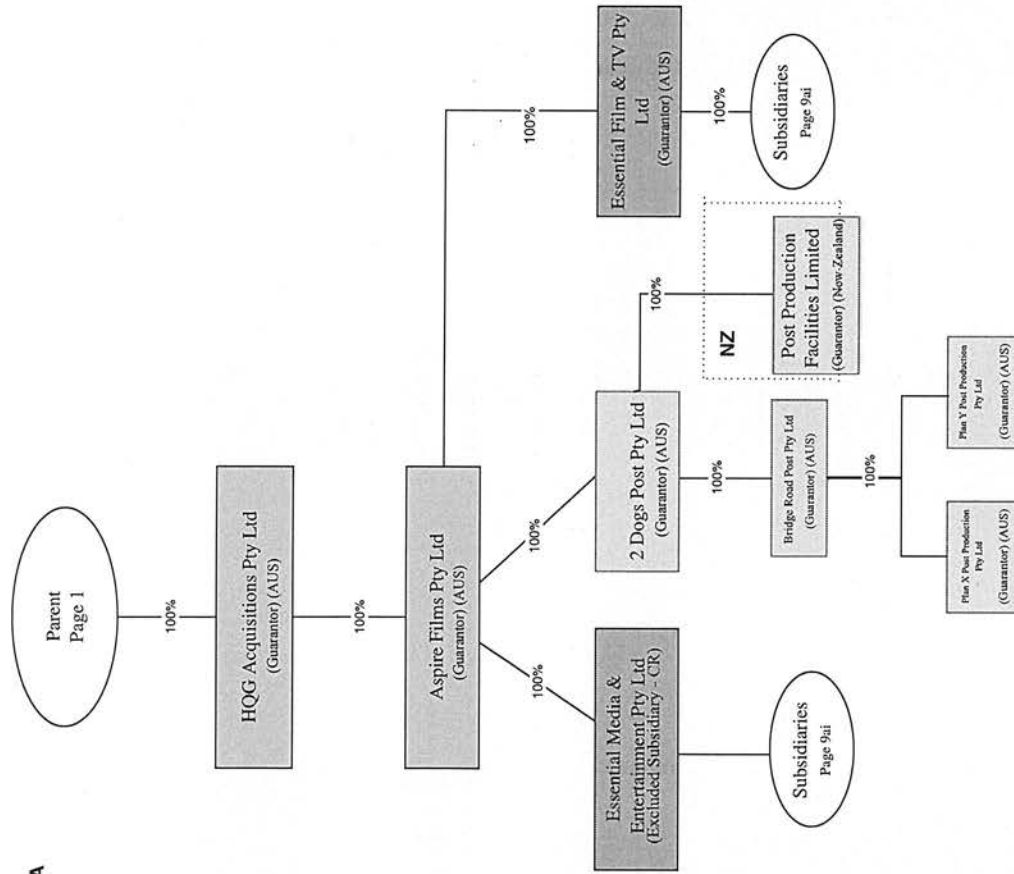 A
Parent
Page 1
100%
HQG Acquisitions Pty Ltd
(Guarantor) (AUS)
100%
Aspire Films Pty Ltd
(Guarantor) (AUS)
100%
100%
100%
Essential Media &
Entertainment Pty Ltd
(Excluded Subsidiary - CR)
2 Dogs Post Pty Ltd
(Guarantor) (AUS)
Essential Film & TV Pty
Ltd
(Guarantor) (AUS)
100%
100%
100%
Subsidiaries
Page 9ai
Bridge Road Post Pty Ltd
(Guarantor) (AUS)
NZ
Post Production
Facilities Limited
(Guarantor) (New-Zealand)
Subsidiaries
Page 9ai
100%
Plan X Post Production
Pty Ltd
(Guarantor) (AUS)
Plan Y Post Production
Pty Ltd
(Guarantor) (AUS)